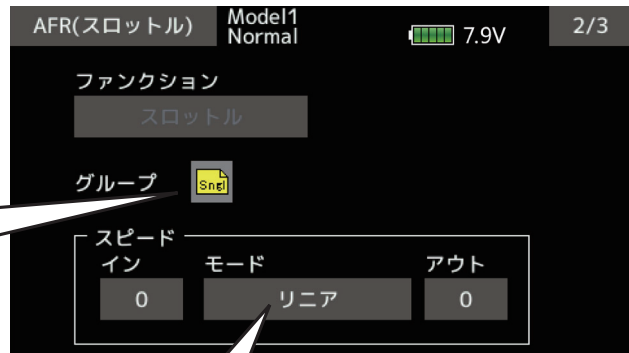 AFR(スロットル) Model1 Normal 7.9V 2/3
ファンクション
スロットル
グループ Sngl
スピード
イン モード アウト
0 リニア 0